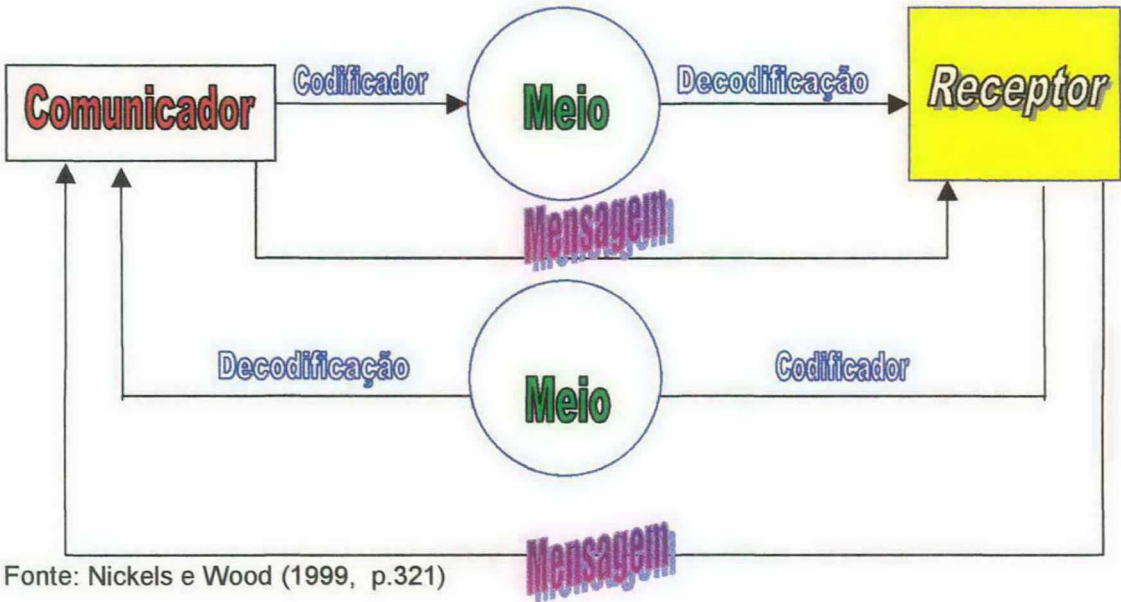 Comunicador
Codificador
Meio
Decodificação
Receptor
Mensagem
Decodificação
Meio
Codificador
Mensagem
Fonte: Nickels e Wood (1999, p.321)